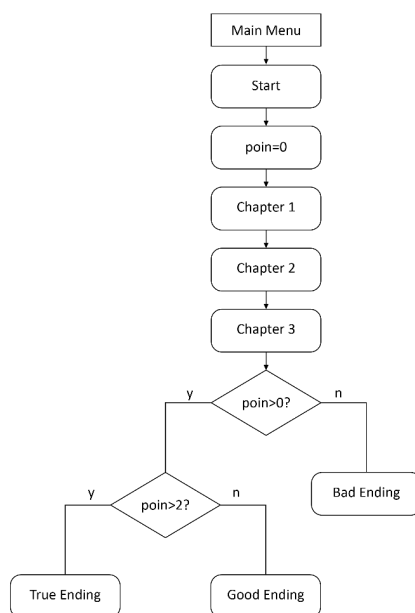 Main Menu
Start
poin=0
Chapter 1
Chapter 2
Chapter 3
poin>0?
y
n
Bad Ending
poin>2?
y
n
True Ending
Good Ending